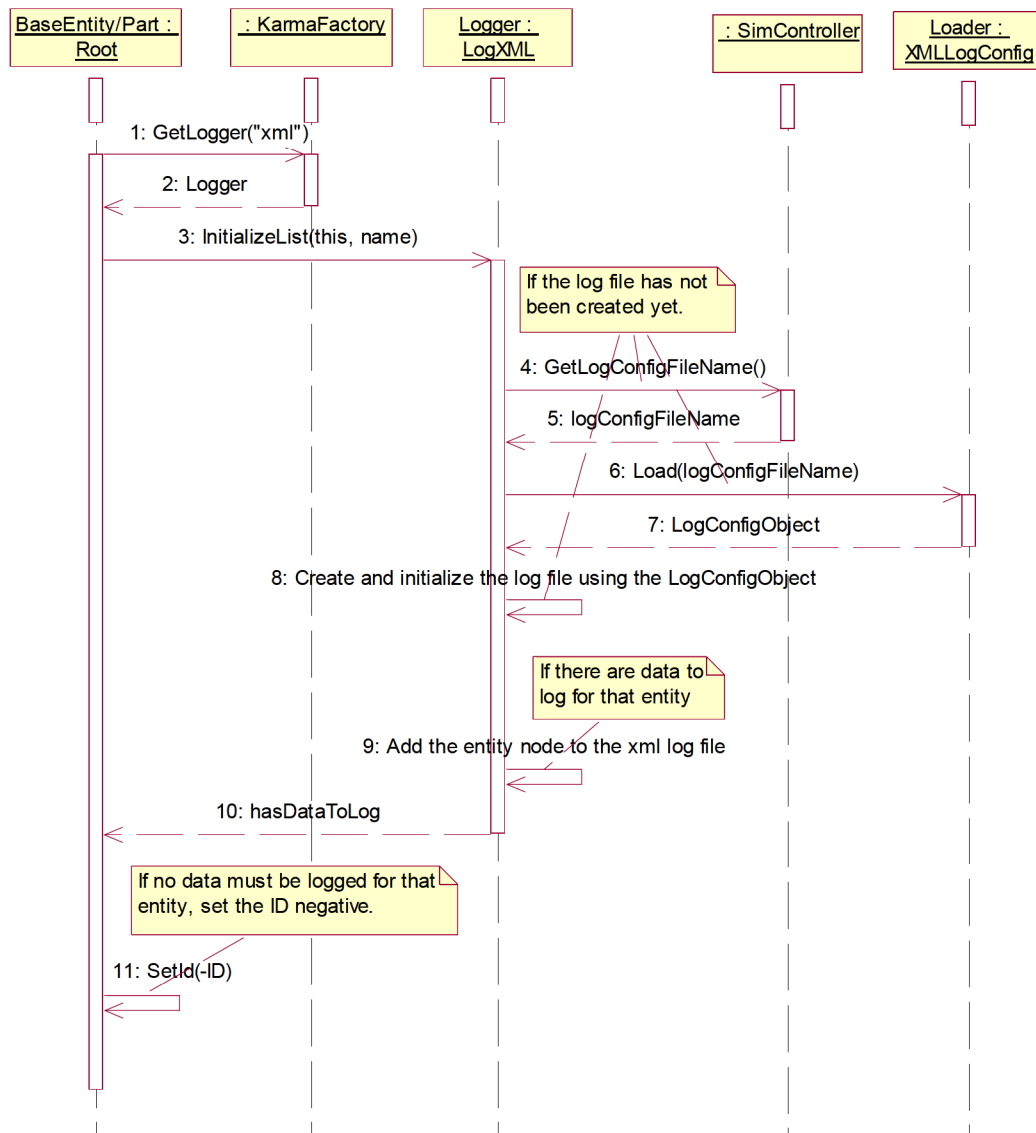 BaseEntity/Part :
Root
: KarmaFactory
Logger :
LogXML
: SimController
Loader :
XMLLogConfig
1: GetLogger("xml")
2: Logger
3: InitializeList(this, name)
If the log file has not
been created yet.
4: GetLogConfigFileName()
5: logConfigFileName
6: Load(logConfigFileName)
7: LogConfigObject
8: Create and initialize the log file using the LogConfigObject
If there are data to
log for that entity
9: Add the entity node to the xml log file
10: hasDataToLog
If no data must be logged for that
entity, set the ID negative.
11: SetId(-ID)